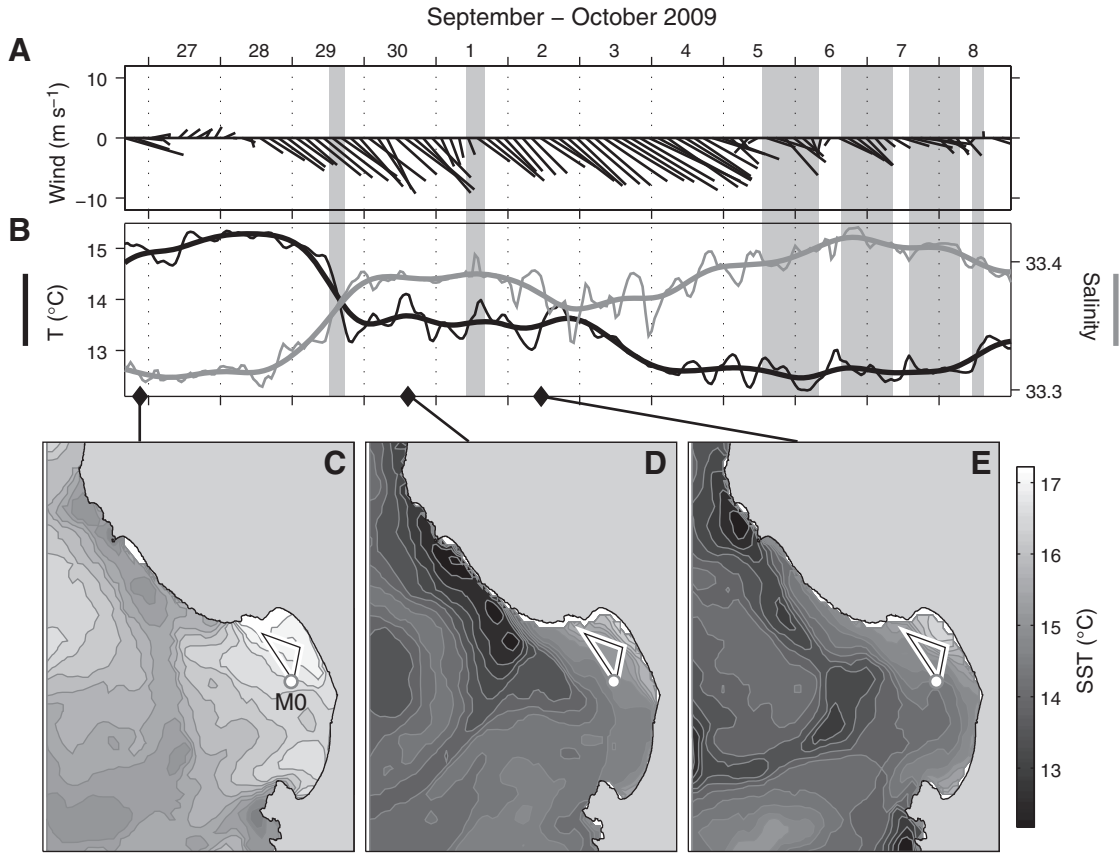 September – October 2009
A
27 28 29 30 1 2 3 4 5 6 7 8
Wind (m s⁻¹)
10
0
−10
B
T (°C)
15
14
13
Salinity
33.4
33.3
C
M0
D
E
SST (°C)
17
16
15
14
13